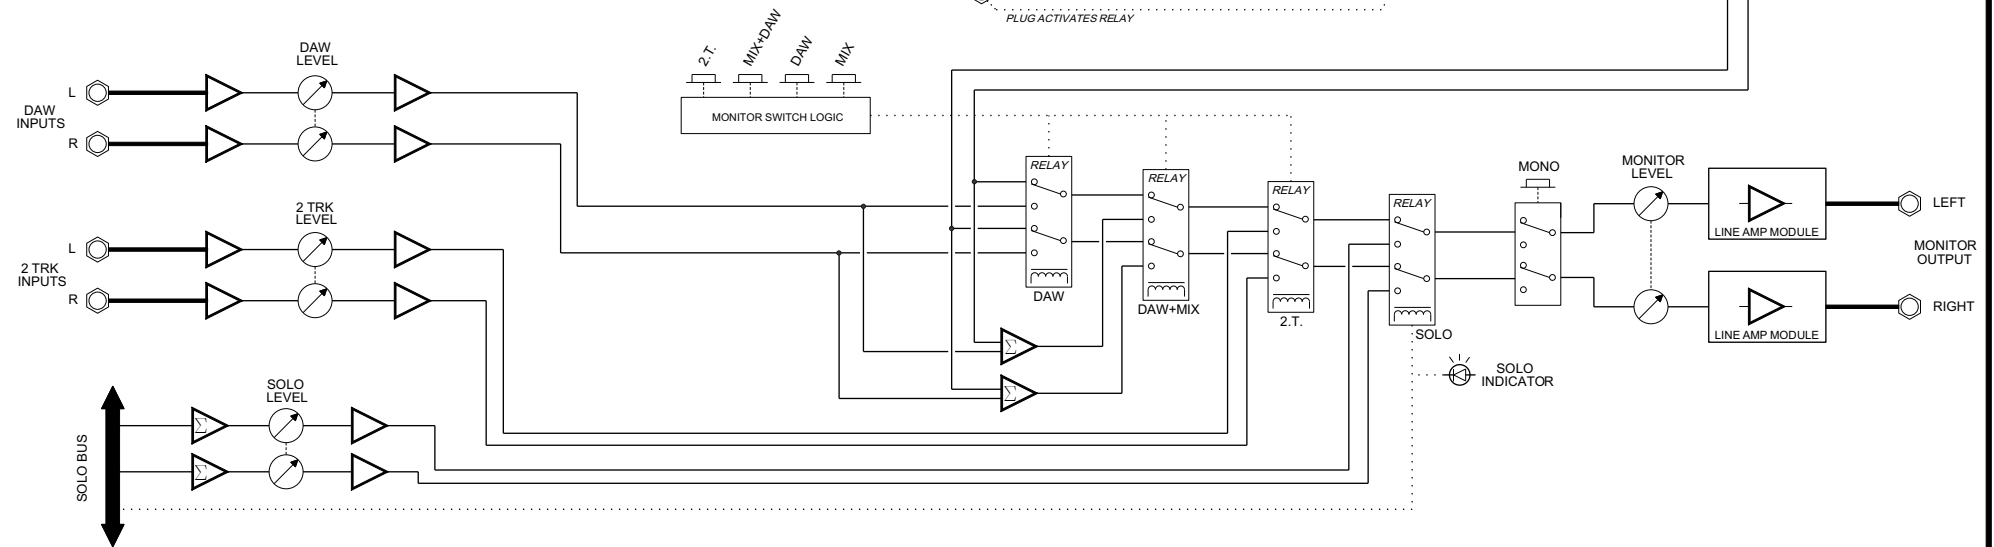 PLUG ACTIVATES RELAY
2.T.
MIX+DAW
DAW
MIX
MONITOR SWITCH LOGIC
DAW
LEVEL
L
DAW
INPUTS
R
2 TRK
LEVEL
L
2 TRK
INPUTS
R
SOLO
LEVEL
SOLO BUS
Σ
Σ
RELAY
DAW
RELAY
DAW+MIX
RELAY
2.T.
RELAY
SOLO
Σ
Σ
SOLO
INDICATOR
MONO
MONITOR
LEVEL
LINE AMP MODULE
LINE AMP MODULE
LEFT
MONITOR
OUTPUT
RIGHT